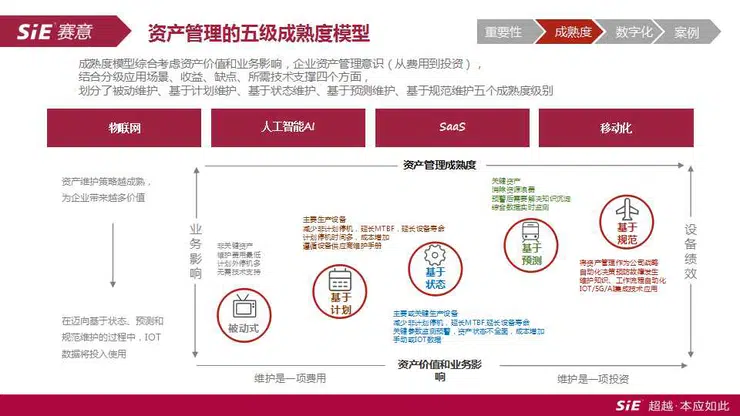 SiE 赛意
资产管理的五级成熟度模型
重要性
成熟度
数字化
案例
成熟度模型综合考虑资产价值和业务影响，企业资产管理意识（从费用到投资），
结合分级应用场景、收益、缺点、所需技术支撑四个方面，
划分了被动维护、基于计划维护、基于状态维护、基于预测维护、基于规范维护五个成熟度级别
物联网
人工智能AI
SaaS
移动化
资产管理成熟度
资产维护策略越成熟，
为企业带来越多价值
在迈向基于状态、预测和
规范维护的过程中，IOT
数据将投入使用
业务影响
设备绩效
非关键资产
维护费用最低
计划外停机多
无需技术支持
被动式
主要生产设备
减少非计划停机，延长MTBF，延长设备寿命
计划停机时间多，成本增加
遵循设备供应商维护手册
基于
计划
基于
状态
主要或关键生产设备
减少非计划停机，延长MTBF,延长设备寿命
关键参数监测预警，资产状态不全面，成本增加
手动或IOT数据
关键资产
消除资源浪费
预警后需要解决知识沉淀
综合数据实时监测
基于
预测
基于
规范
将资产管理作为公司战略
自动化决策预防故障发生
维护知识、工作流程自动化
IOT/5G/AI集成技术应用
资产价值和业务影
响
维护是一项费用
维护是一项投资
SiE 超越·本应如此